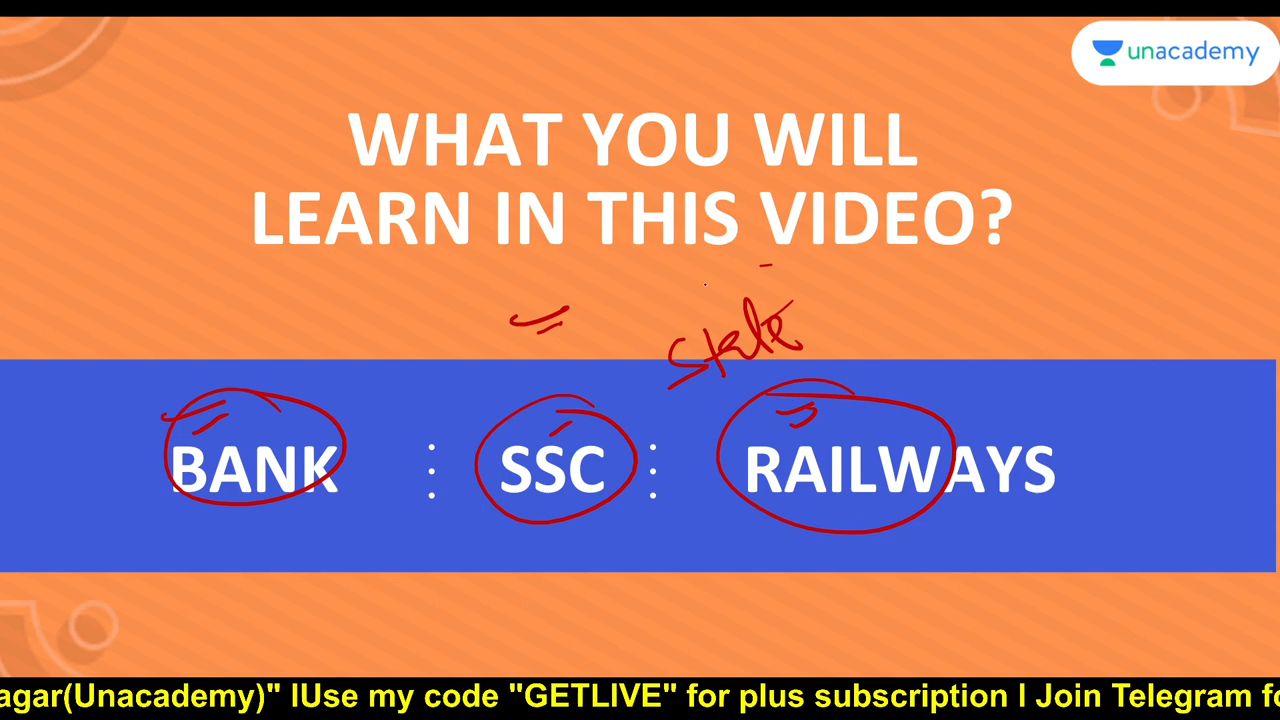 unacademy
WHAT YOU WILL
LEARN IN THIS VIDEO?
State
BANK SSC RAILWAYS
agar(Unacademy)" lUse my code "GETLIVE" for plus subscription l Join Telegram fo